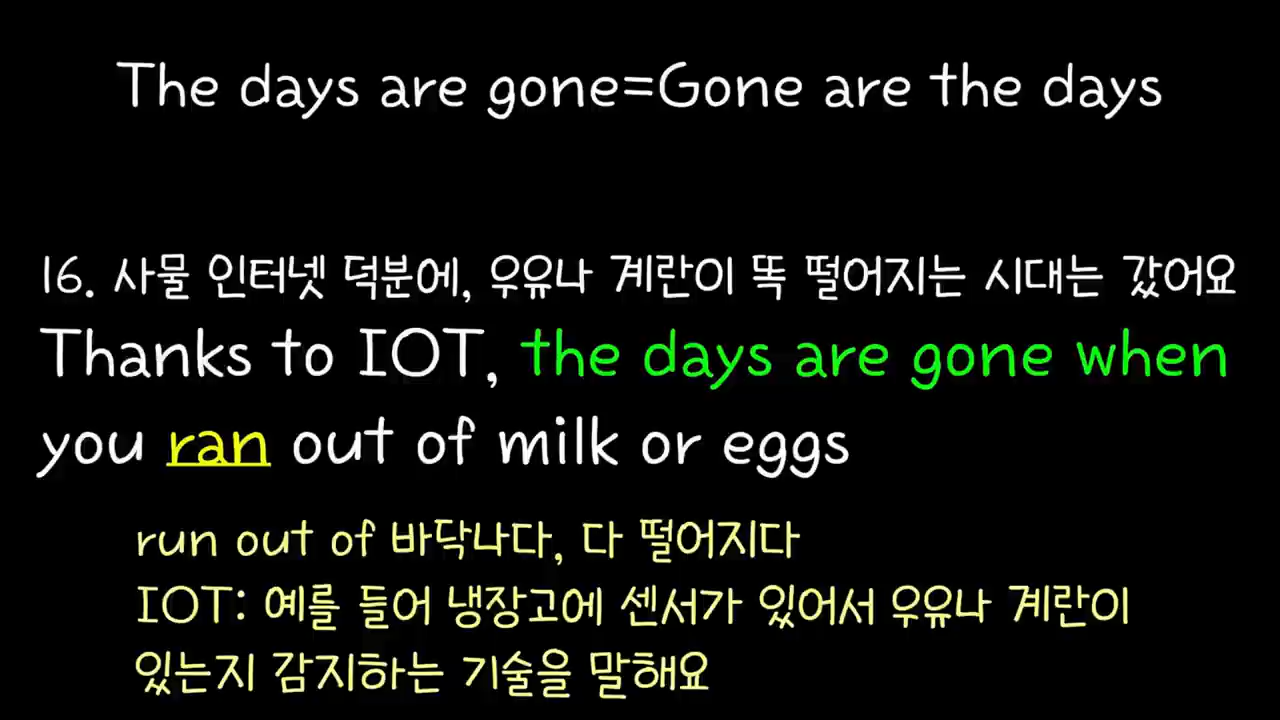 The days are gone=Gone are the days
16. 사물 인터넷 덕분에, 우유나 계란이 똑 떨어지는 시대는 갔어요
Thanks to IOT, the days are gone when
you ran out of milk or eggs
run out of 바닥나다, 다 떨어지다
IOT: 예를 들어 냉장고에 센서가 있어서 우유나 계란이
있는지 감지하는 기술을 말해요